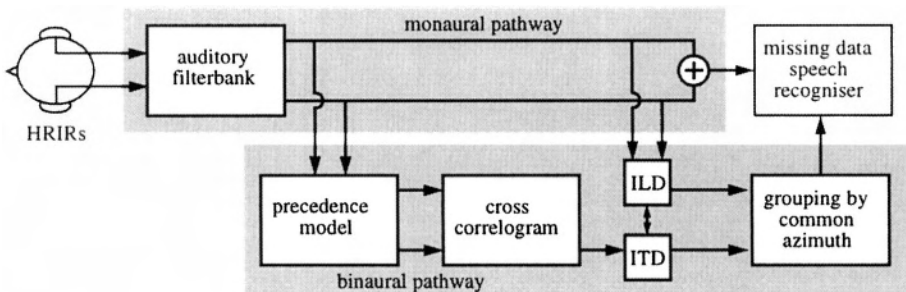 monaural pathway
auditory
filterbank
HRIRs
+
missing data
speech
recogniser
precedence
model
cross
correlogram
ILD
ITD
grouping by
common
azimuth
binaural pathway